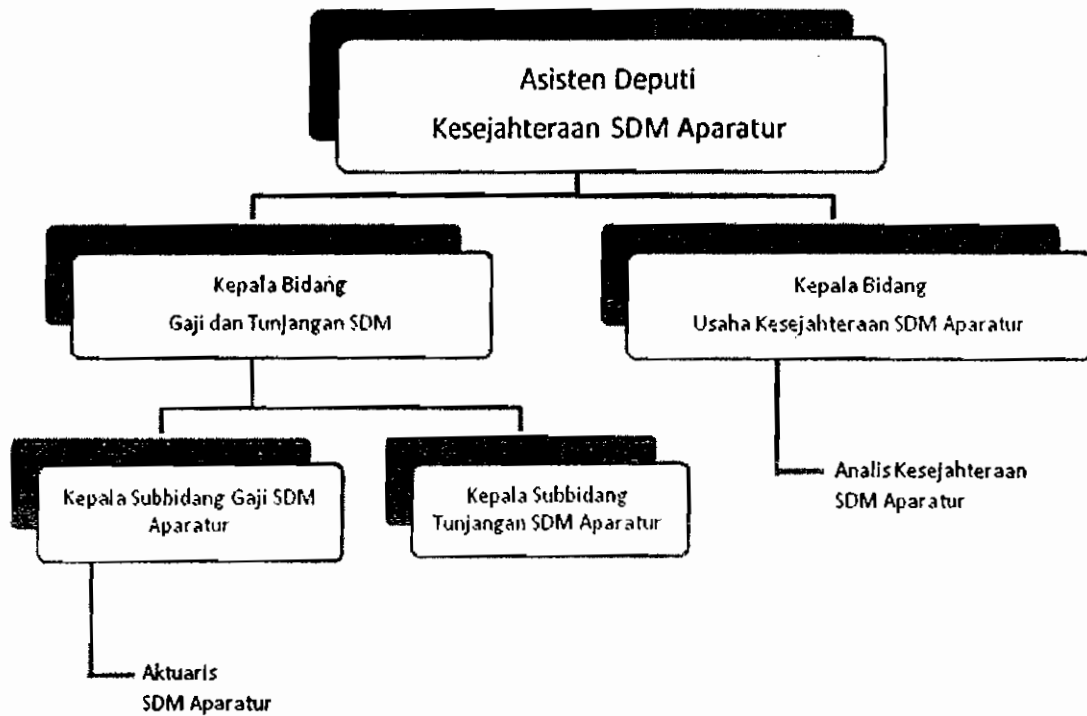 Asisten Deputi
Kesejahteraan SDM Aparatur
Kepala Bidang
Gaji dan Tunjangan SDM
Kepala Bidang
Usaha Kesejahteraan SDM Aparatur
Kepala Subbidang Gaji SDM
Aparatur
Kepala Subbidang
Tunjangan SDM Aparatur
Analis Kesejahteraan
SDM Aparatur
Aktuaris
SDM Aparatur